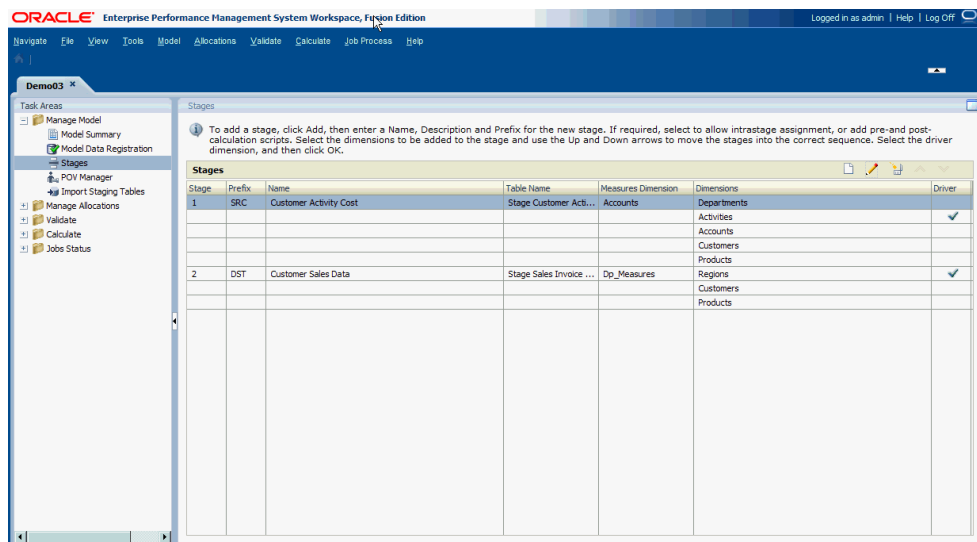 ORACLE Enterprise Performance Management System Workspace, Fusion Edition
Logged in as admin | Help | Log Off
Navigate File View Tools Model Allocations Validate Calculate Job Process Help
Demo03 ×
Task Areas
Manage Model
Model Summary
Model Data Registration
Stages
POV Manager
Import Staging Tables
Manage Allocations
Validate
Calculate
Jobs Status
Stages
To add a stage, click Add, then enter a Name, Description and Prefix for the new stage. If required, select to allow intrastage assignment, or add pre-and post-
calculation scripts. Select the dimensions to be added to the stage and use the Up and Down arrows to move the stages into the correct sequence. Select the driver
dimension, and then click OK.
Stages
Stage Prefix Name Table Name Measures Dimension Dimensions Driver
1 SRC Customer Activity Cost Stage Customer Acti... Accounts Departments
Activities
Accounts
Customers
Products
2 DST Customer Sales Data Stage Sales Invoice ... Dp_Measures Regions
Customers
Products